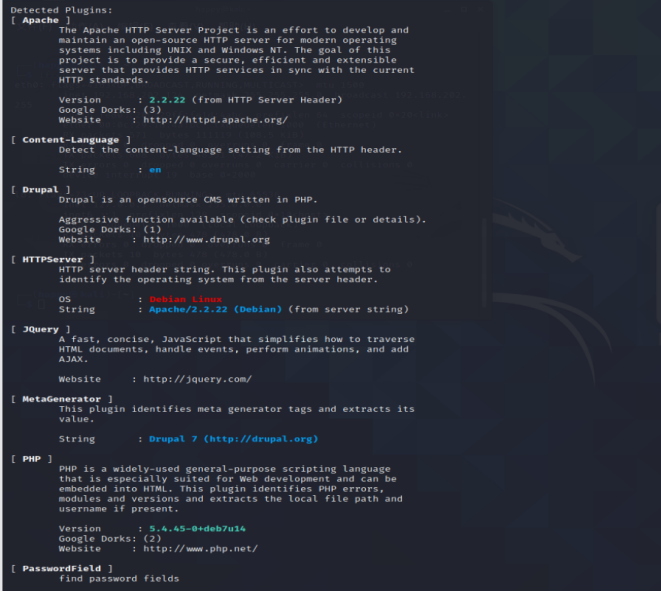 Detected Plugins:
[ Apache ]
The Apache HTTP Server Project is an effort to develop and
maintain an open-source HTTP server for modern operating
systems including UNIX and Windows NT. The goal of this
project is to provide a secure, efficient and extensible
server that provides HTTP services in sync with the current
HTTP standards.
Version : 2.2.22 (from HTTP Server Header)
Google Dorks: (3)
Website : http://httpd.apache.org/
[ Content-Language ]
Detect the content-language setting from the HTTP header.
String : en
[ Drupal ]
Drupal is an opensource CMS written in PHP.
Aggressive function available (check plugin file or details).
Google Dorks: (1)
Website : http://www.drupal.org
[ HTTPServer ]
HTTP server header string. This plugin also attempts to
identify the operating system from the server header.
OS : Debian Linux
String : Apache/2.2.22 (Debian) (from server string)
[ JQuery ]
A fast, concise, JavaScript that simplifies how to traverse
HTML documents, handle events, perform animations, and add
AJAX.
Website : http://jquery.com/
[ MetaGenerator ]
This plugin identifies meta generator tags and extracts its
value.
String : Drupal 7 (http://drupal.org)
[ PHP ]
PHP is a widely-used general-purpose scripting language
that is especially suited for Web development and can be
embedded into HTML. This plugin identifies PHP errors,
modules and versions and extracts the local file path and
username if present.
Version : 5.4.45-0+deb7u14
Google Dorks: (2)
Website : http://www.php.net/
[ PasswordField ]
find password fields